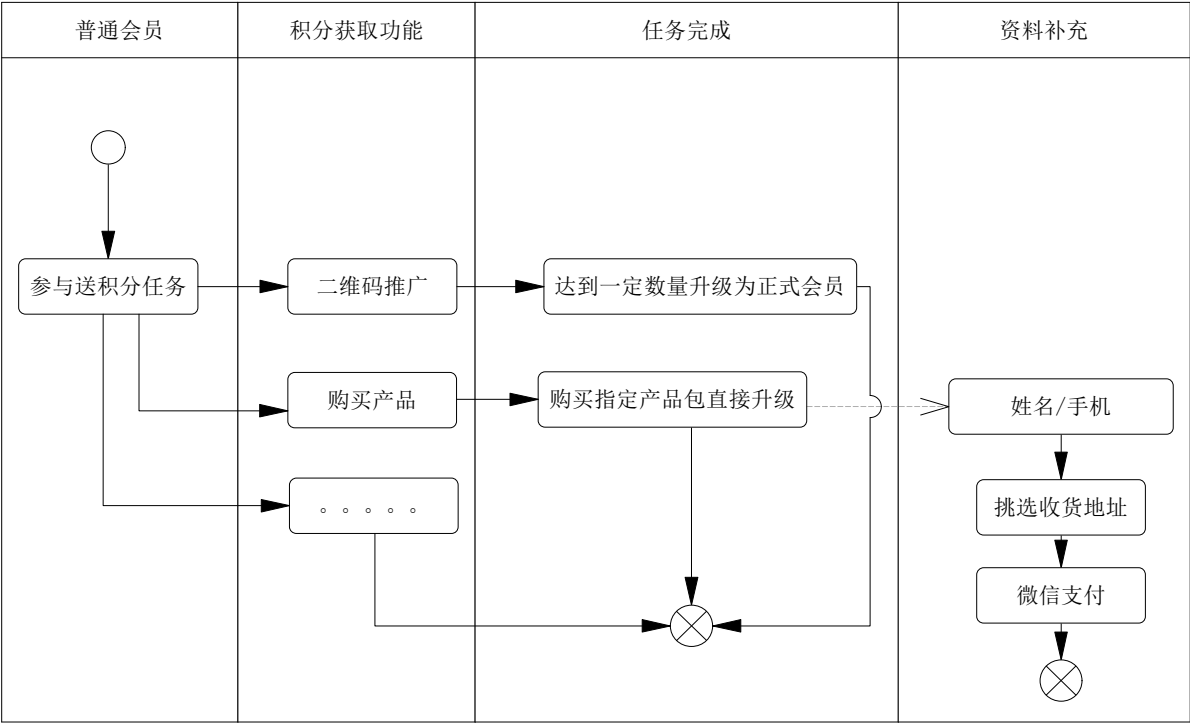 普通会员
积分获取功能
任务完成
资料补充
参与送积分任务
二维码推广
达到一定数量升级为正式会员
购买产品
购买指定产品包直接升级
姓名/手机
。。。。。
挑选收货地址
微信支付